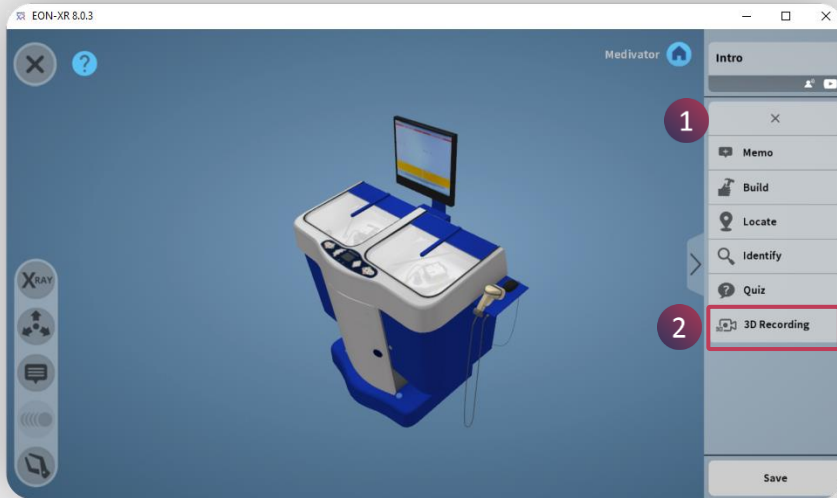 EON-XR 8.0.3
Medivator
Intro
1
Memo
Build
Locate
Identify
Quiz
2
3D Recording
XRAY
Save